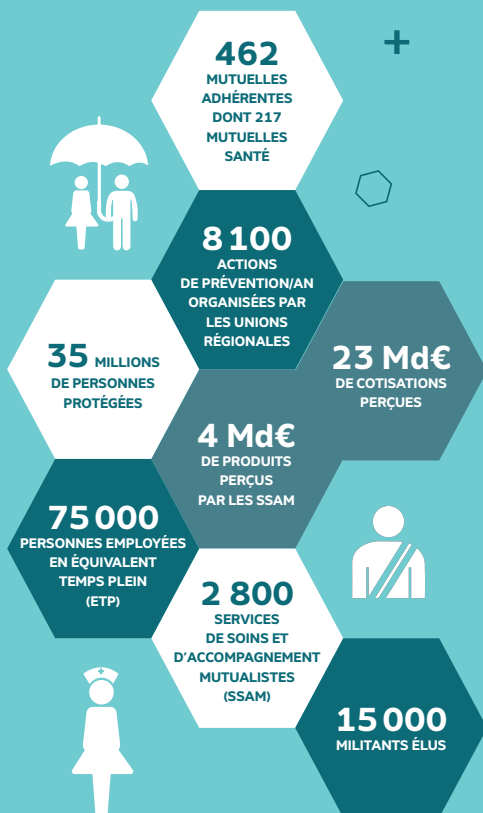 462
MUTUELLES
ADHÉRENTES
DONT 217
MUTUELLES
SANTÉ
8 100
ACTIONS
DE PRÉVENTION/AN
ORGANISÉES PAR
LES UNIONS
RÉGIONALES
35 MILLIONS
DE PERSONNES
PROTÉGÉES
23 Md€
DE COTISATIONS
PERÇUES
4 Md€
DE PRODUITS
PERÇUS
PAR LES SSAM
75 000
PERSONNES EMPLOYÉES
EN ÉQUIVALENT
TEMPS PLEIN
(ETP)
2 800
SERVICES
DE SOINS ET
D’ACCOMPAGNEMENT
MUTUALISTES
(SSAM)
15 000
MILITANTS ÉLUS